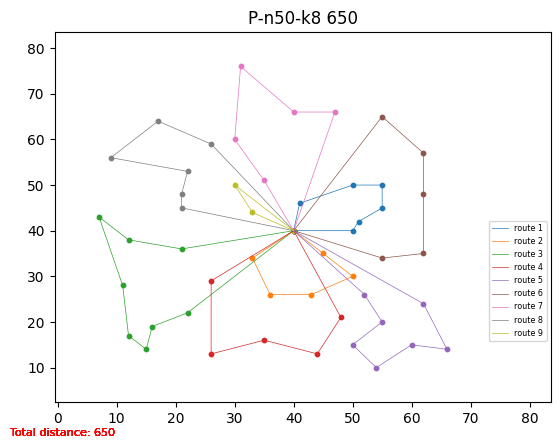 P-n50-k8 650
80
70
60
50
40
30
20
10
0 10 20 30 40 50 60 70 80
route 1
route 2
route 3
route 4
route 5
route 6
route 7
route 8
route 9
Total distance: 650